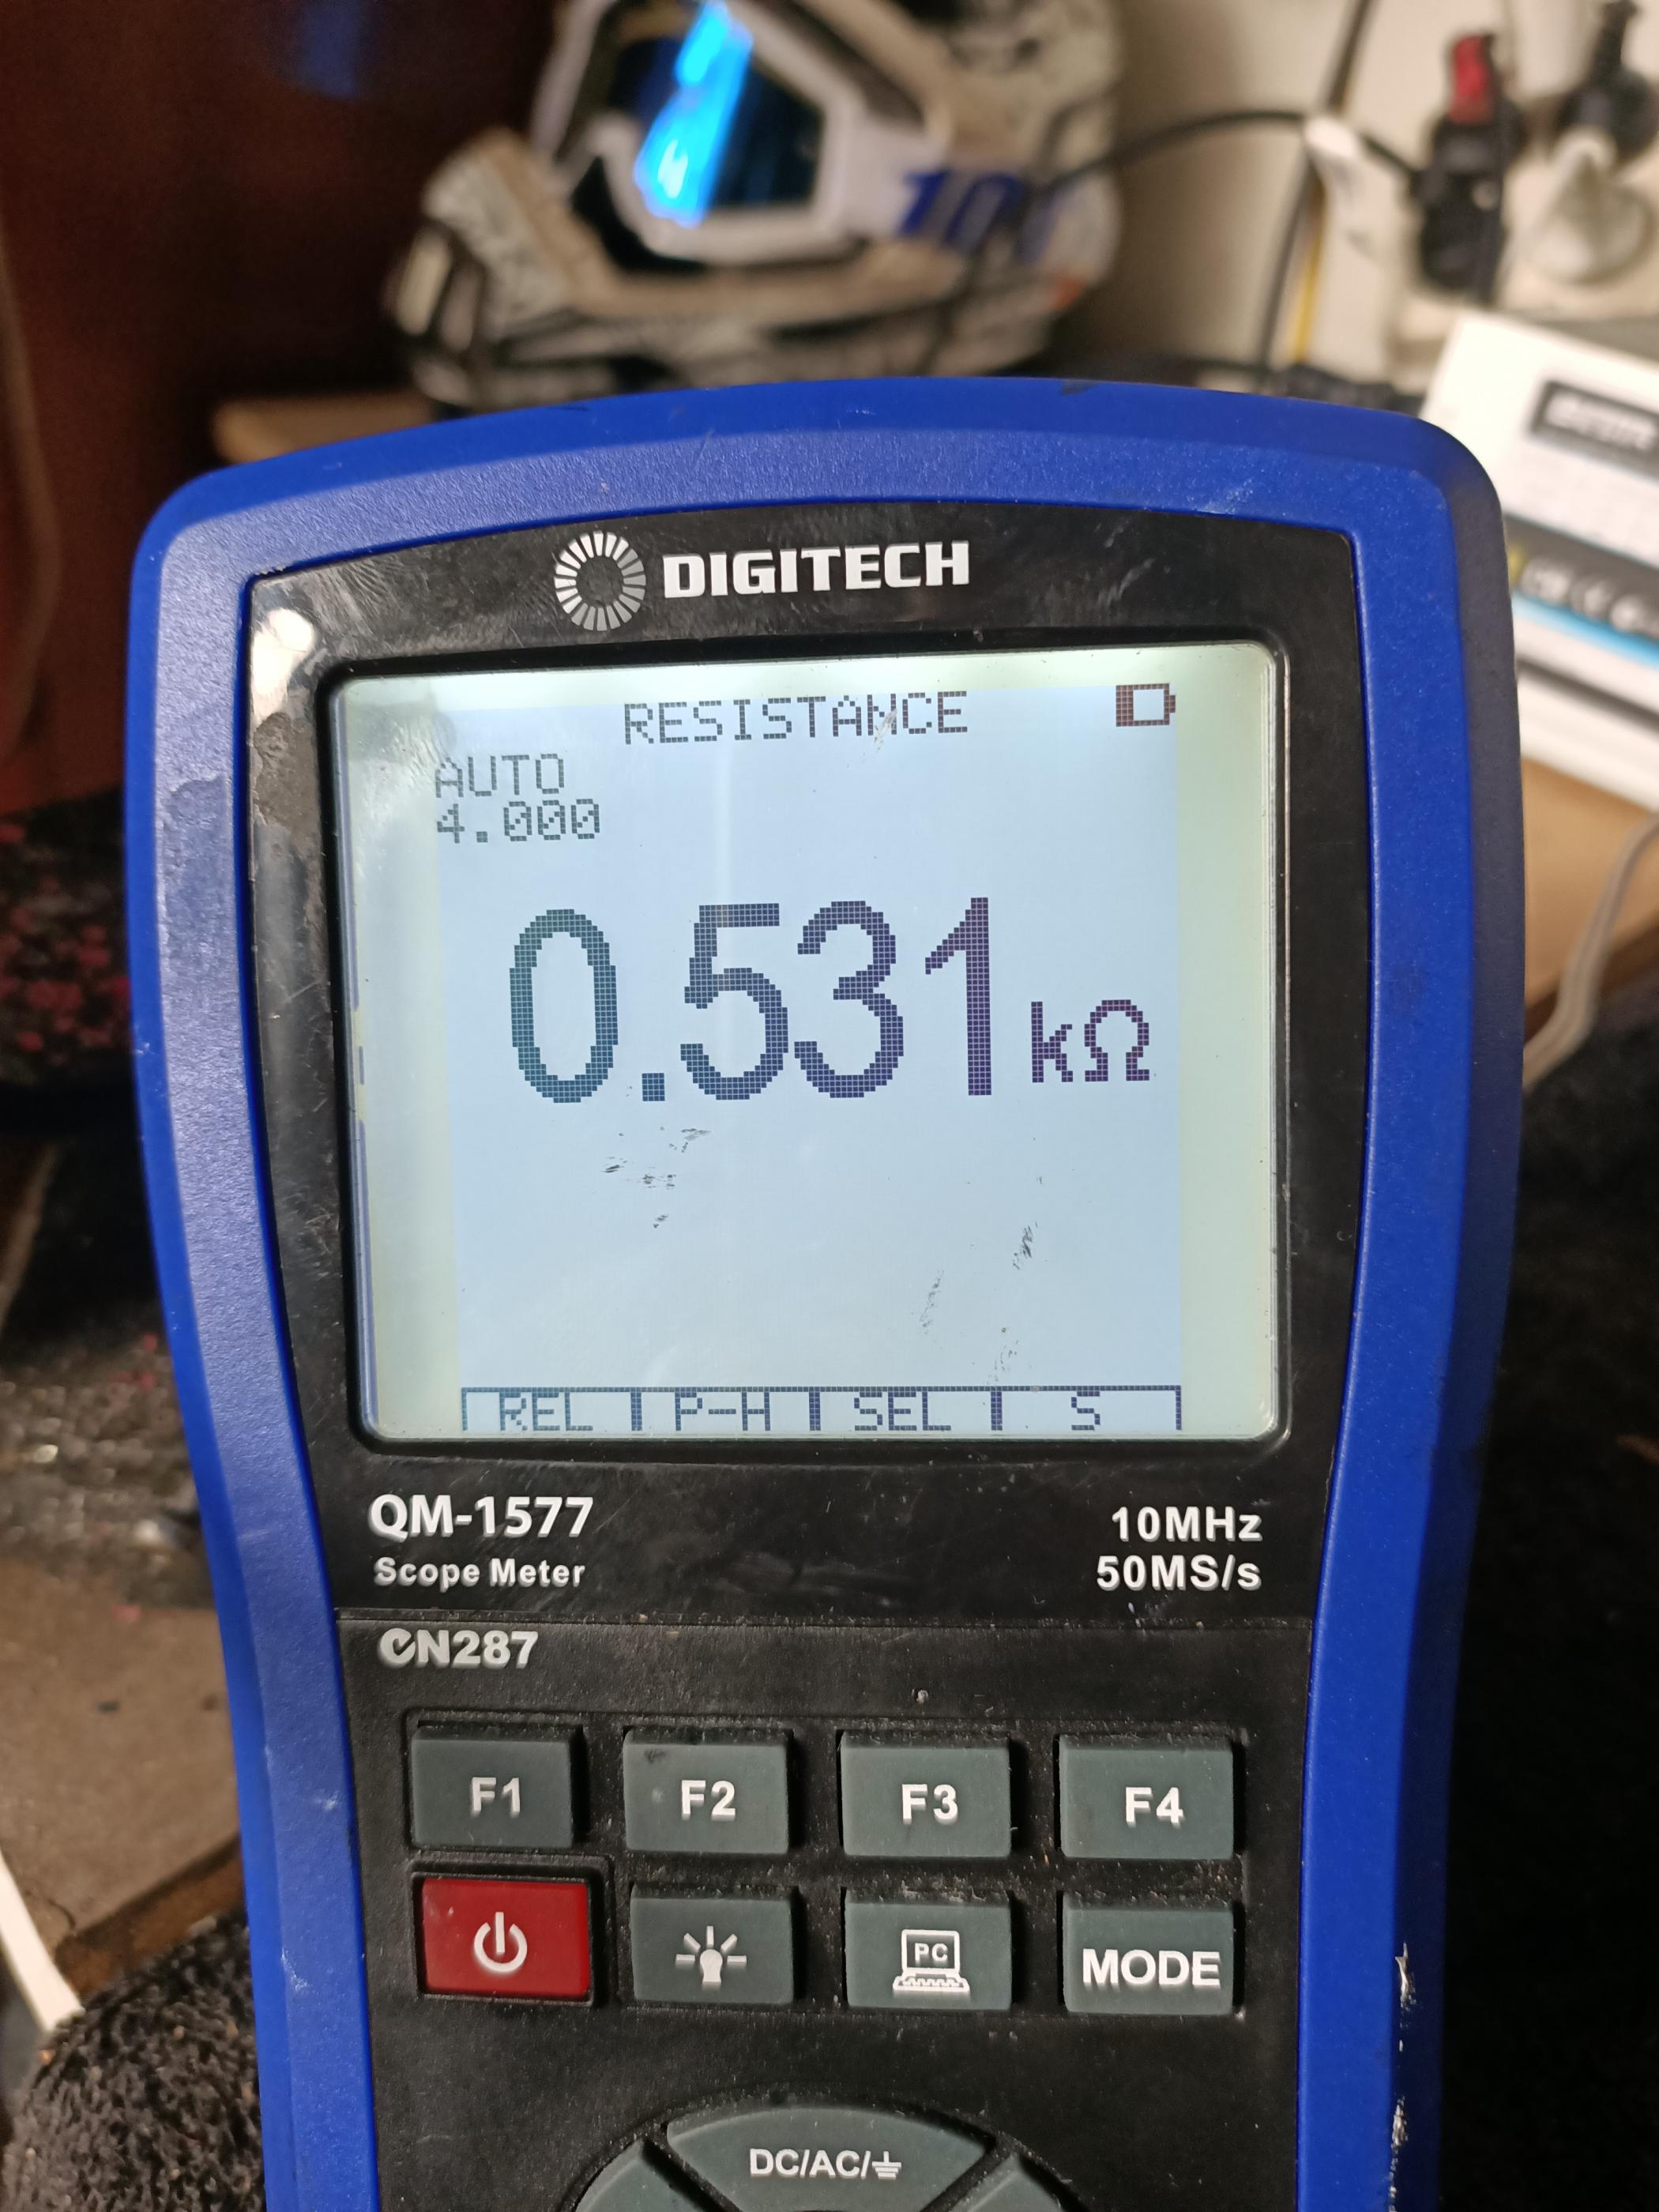 DIGITECH
RESISTANCE
AUTO
4.000
0.531 kΩ
REL P-H SEL S
QM-1577
Scope Meter
10MHz
50MS/s
N287
F1 F2 F3 F4
PC MODE
DC/AC/